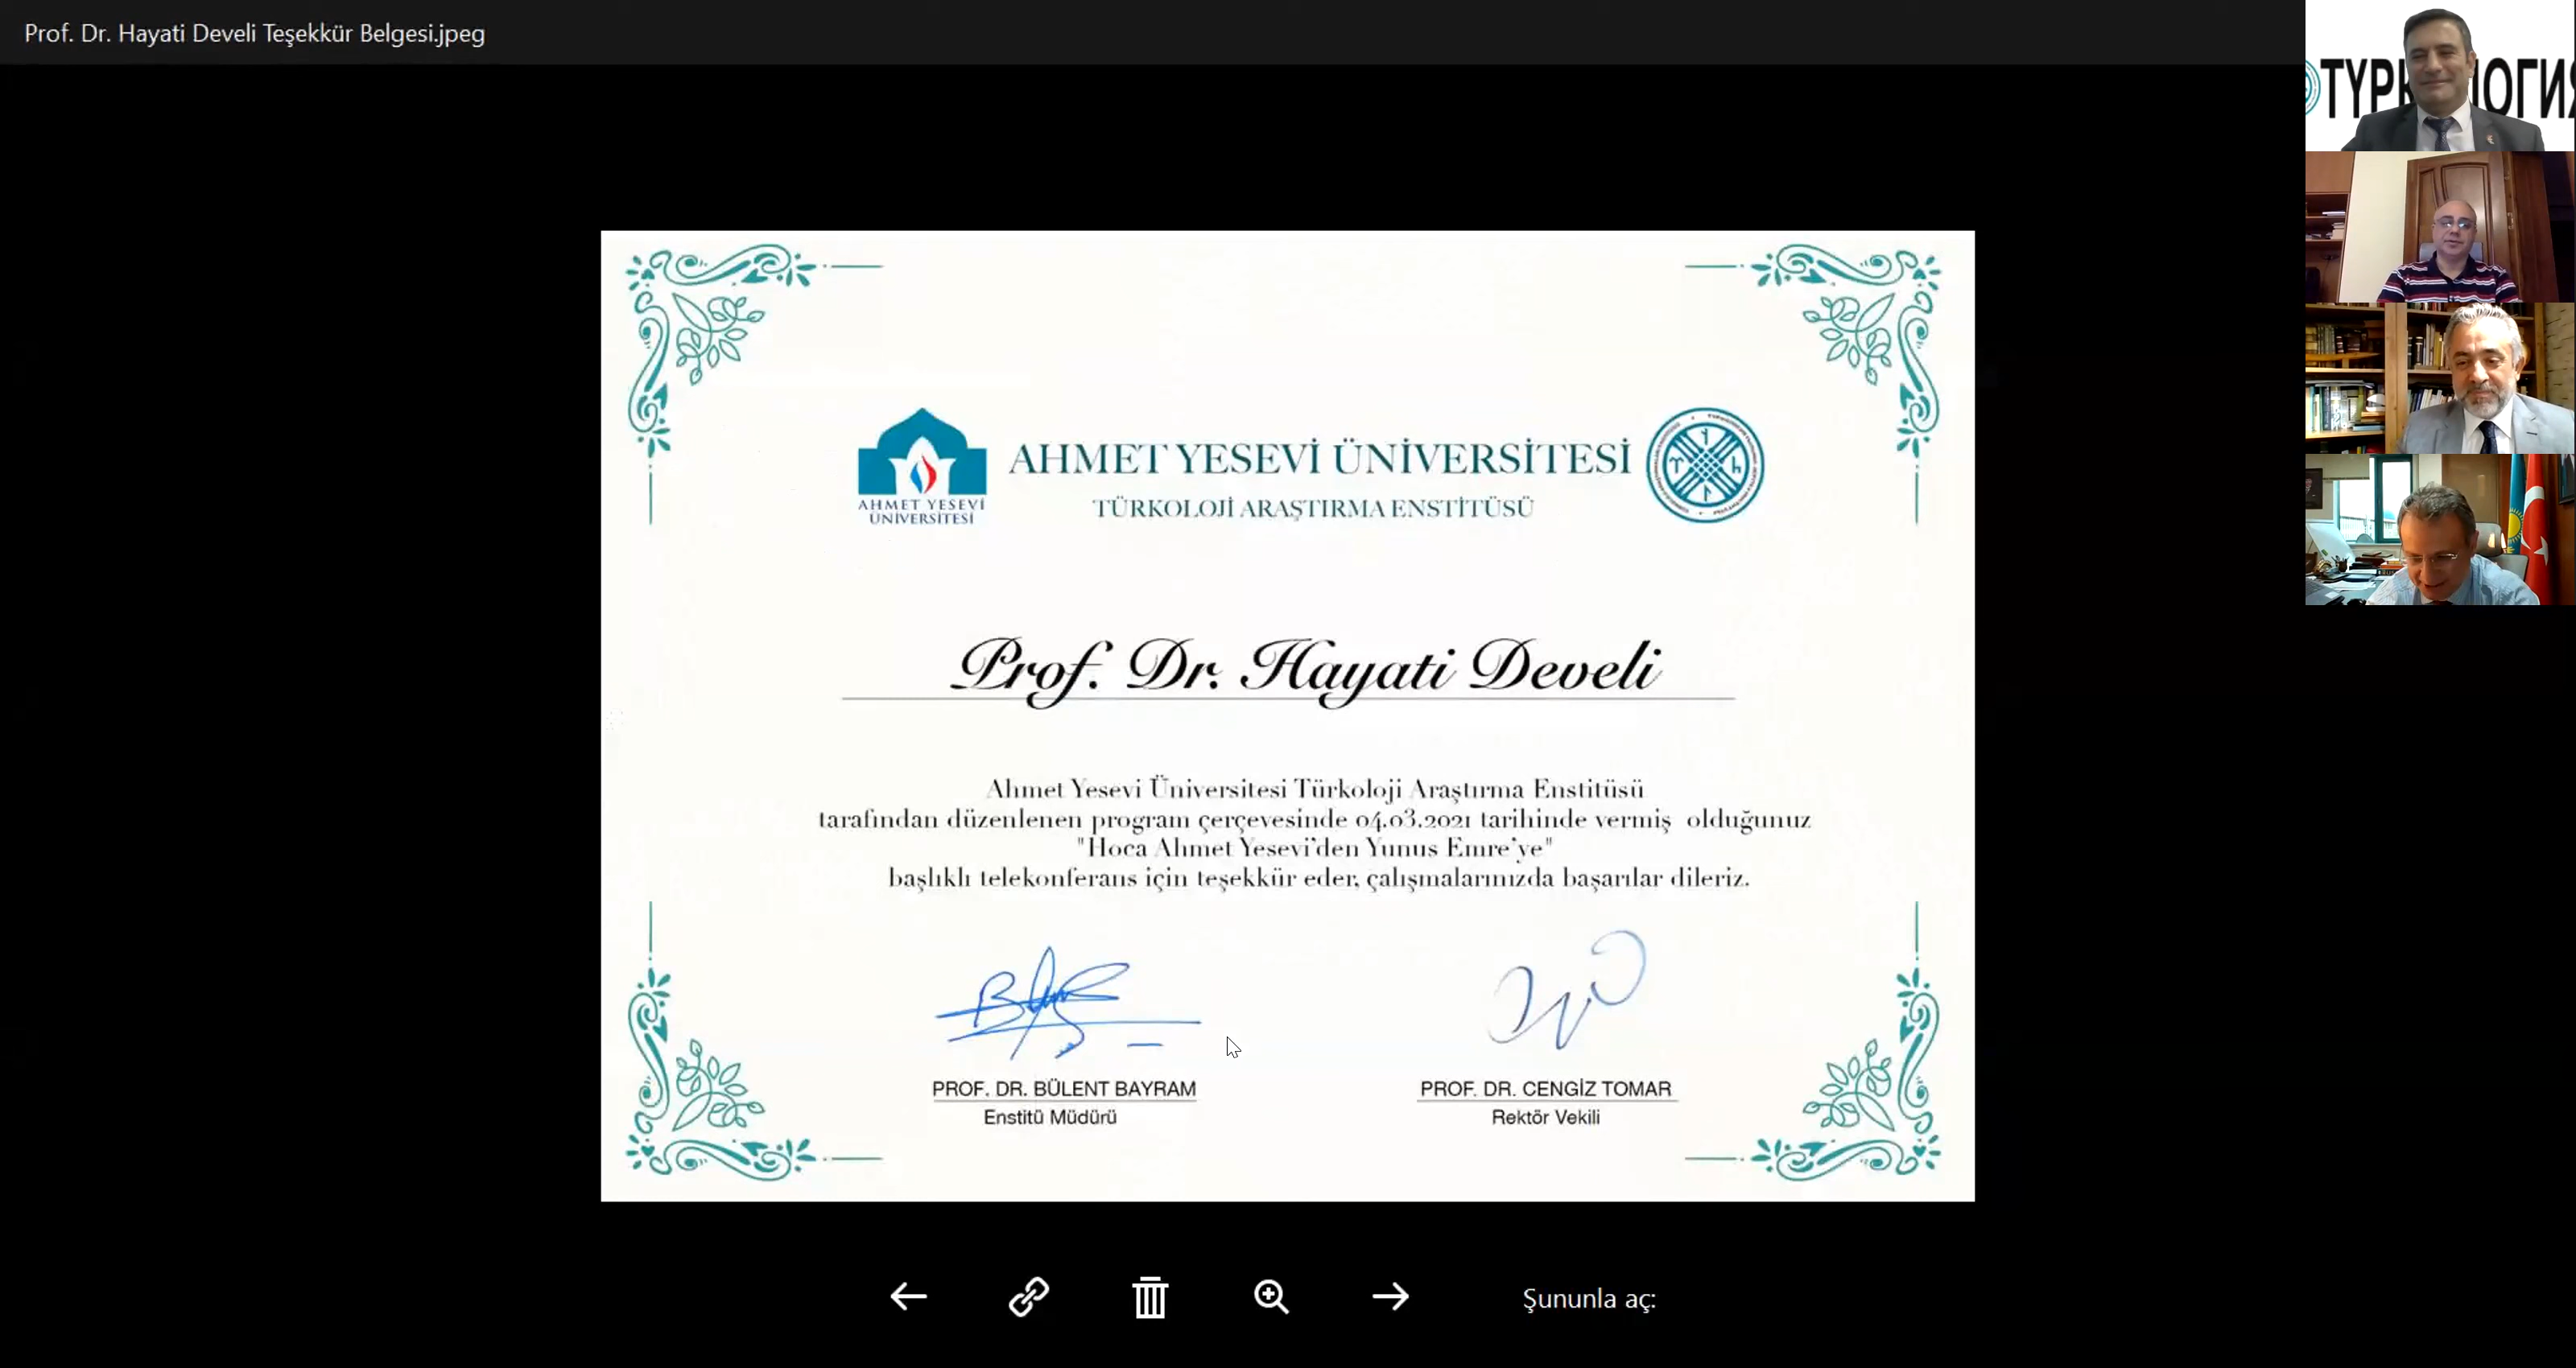 Prof. Dr. Hayati Develi Teşekkür Belgesi.jpeg
AHMET YESEVİ
ÜNİVERSİTESİ
AHMET YESEVİ ÜNİVERSİTESİ
TÜRKOLOJİ ARAŞTIRMA ENSTİTÜSÜ
Prof. Dr. Hayati Develi
Ahmet Yesevi Üniversitesi Türkoloji Araştırma Enstitüsü
tarafından düzenlenen program çerçevesinde 04.03.2021 tarihinde vermiş olduğunuz
"Hoca Ahmet Yesevi'den Yunus Emre'ye"
başlıklı telekonferans için teşekkür eder, çalışmalarınızda başarılar dileriz.
PROF. DR. BÜLENT BAYRAM
Enstitü Müdürü
PROF. DR. CENGİZ TOMAR
Rektör Vekili
Şununla aç: